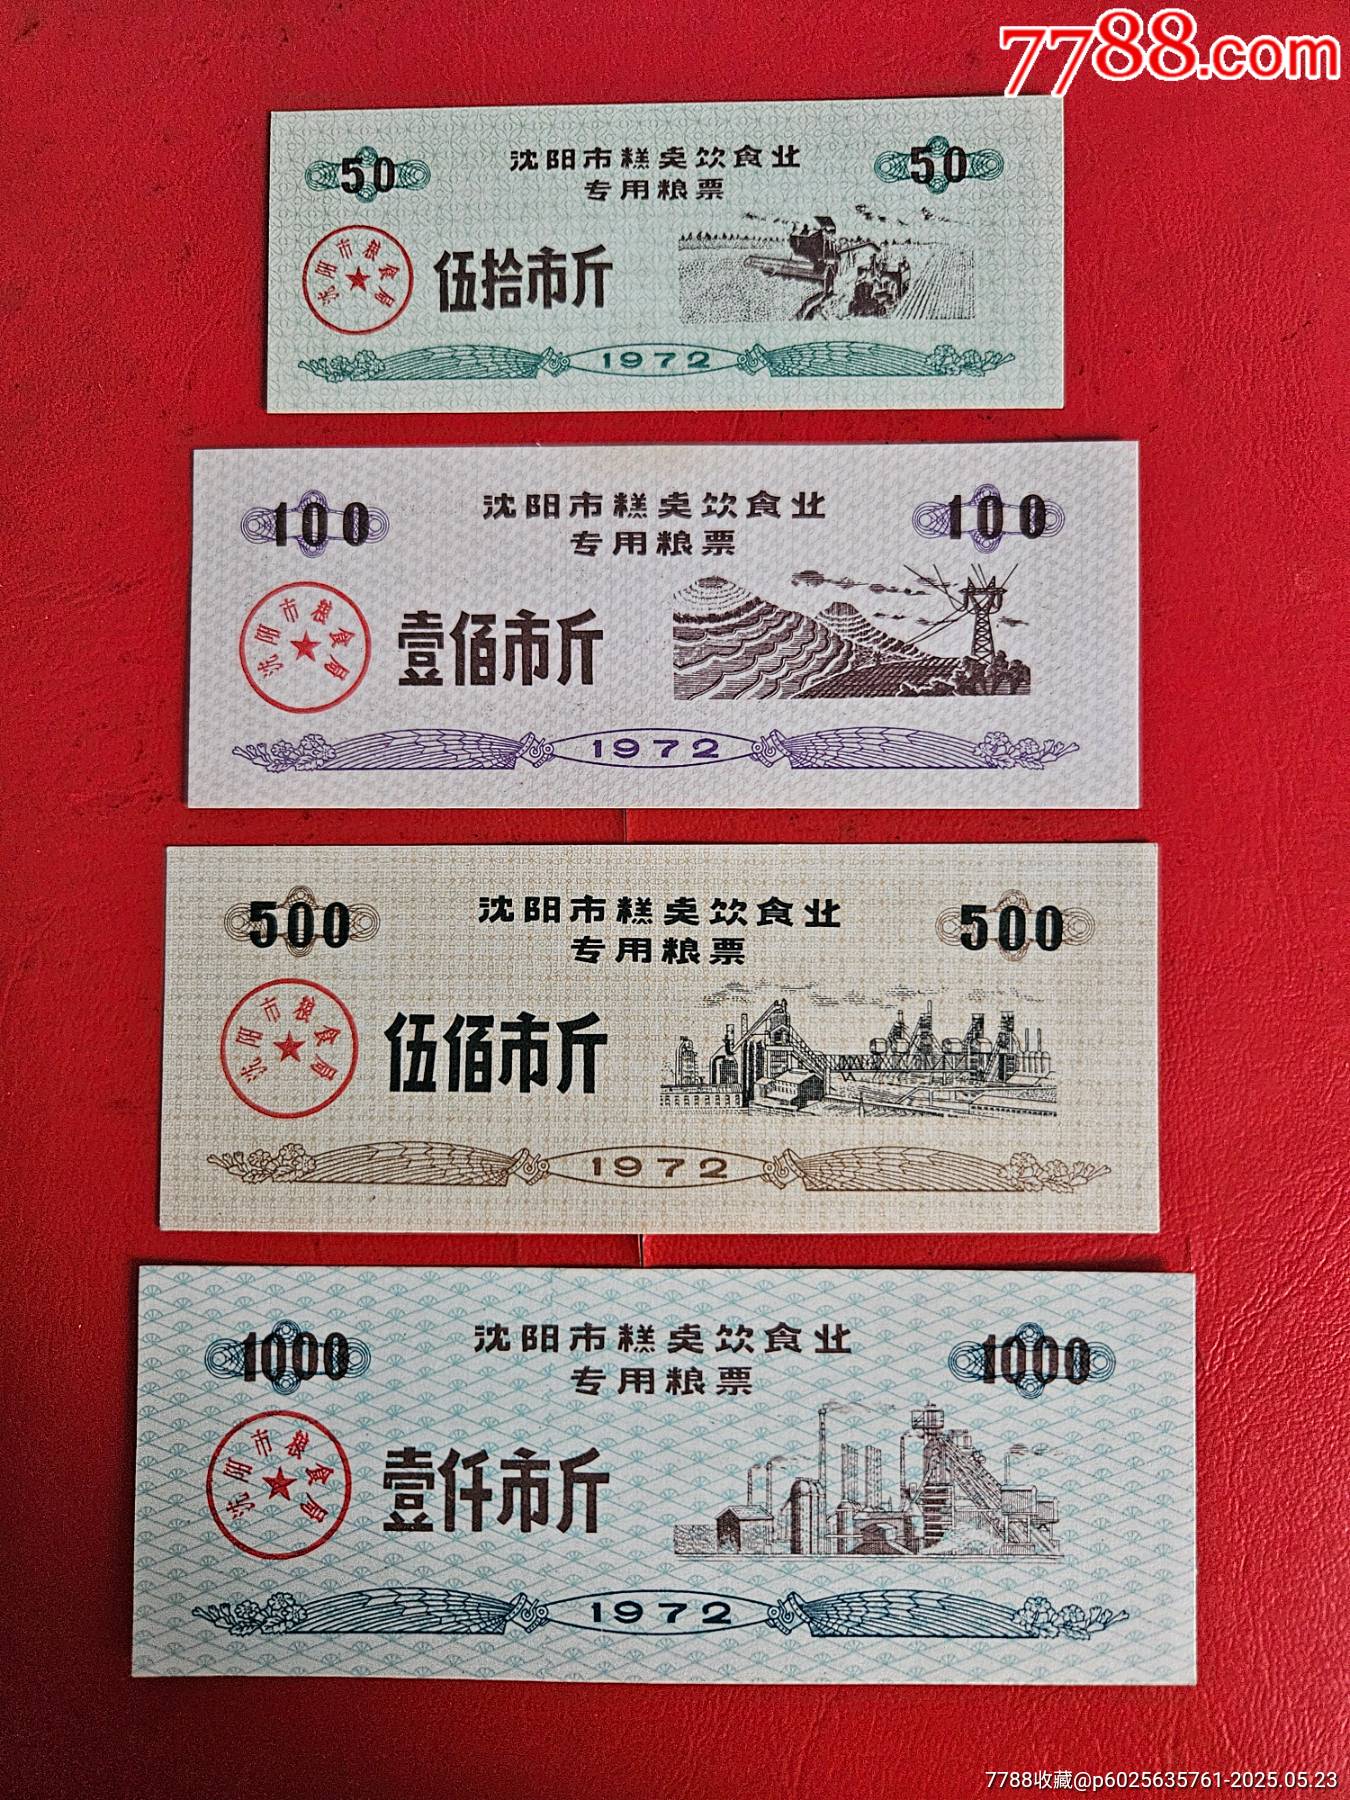 7788.com
50
沈阳市糕点饮食业
50
专用粮票
沈阳市粮食局
伍拾市斤
1972
100
沈阳市糕点饮食业
100
专用粮票
沈阳市粮食局
壹佰市斤
1972
500
沈阳市糕点饮食业
500
专用粮票
沈阳市粮食局
伍佰市斤
1972
1000
沈阳市糕点饮食业
1000
专用粮票
沈阳市粮食局
壹仟市斤
1972
7788收藏@p6025635761-2025.05.23